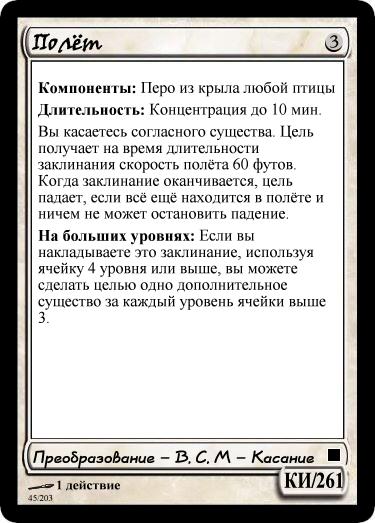 Полёт 3
Компоненты: Перо из крыла любой птицы
Длительность: Концентрация до 10 мин.
Вы касаетесь согласного существа. Цель
получает на время длительности
заклинания скорость полёта 60 футов.
Когда заклинание оканчивается, цель
падает, если всё ещё находится в полёте и
ничем не может остановить падение.
На больших уровнях: Если вы
накладываете это заклинание, используя
ячейку 4 уровня или выше, вы можете
сделать целью одно дополнительное
существо за каждый уровень ячейки выше
3.
Преобразование – В, С, М – Касание
КИ/261
1 действие
45/203